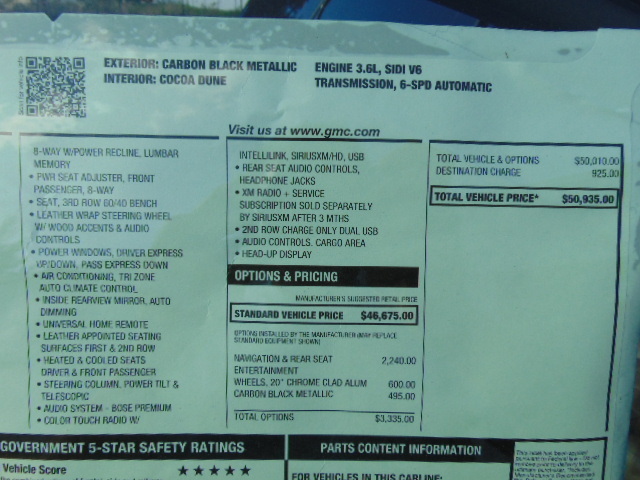 EXTERIOR: CARBON BLACK METALLIC
INTERIOR: COCOA DUNE
ENGINE 3.6L, SIDI V6
TRANSMISSION, 6-SPD AUTOMATIC
Visit us at www.gmc.com
8-WAY W/POWER RECLINE, LUMBAR
MEMORY
• PWR SEAT ADJUSTER, FRONT
PASSENGER, 8-WAY
• SEAT, 3RD ROW 60/40 BENCH
• LEATHER WRAP STEERING WHEEL
W/ WOOD ACCENTS & AUDIO
CONTROLS
• POWER WINDOWS, DRIVER EXPRESS
UP/DOWN, PASS EXPRESS DOWN
• AIR CONDITIONING, TRI ZONE
AUTO CLIMATE CONTROL
• INSIDE REARVIEW MIRROR, AUTO
DIMMING
• UNIVERSAL HOME REMOTE
• LEATHER APPOINTED SEATING
SURFACES FIRST & 2ND ROW
• HEATED & COOLED SEATS
DRIVER & FRONT PASSENGER
• STEERING COLUMN, POWER TILT &
TELESCOPIC
• AUDIO SYSTEM - BOSE PREMIUM
• COLOR TOUCH RADIO W/
INTELLILINK, SIRIUSXM/HD, USB
• REAR SEAT AUDIO CONTROLS,
HEADPHONE JACKS
• XM RADIO + SERVICE
SUBSCRIPTION SOLD SEPARATELY
BY SIRIUSXM AFTER 3 MTHS
• 2ND ROW CHARGE ONLY DUAL USB
• AUDIO CONTROLS, CARGO AREA
• HEAD-UP DISPLAY
OPTIONS & PRICING
MANUFACTURER'S SUGGESTED RETAIL PRICE
STANDARD VEHICLE PRICE $46,675.00
OPTIONS INSTALLED BY THE MANUFACTURER (MAY REPLACE
STANDARD EQUIPMENT SHOWN)
NAVIGATION & REAR SEAT 2,240.00
ENTERTAINMENT
WHEELS, 20" CHROME CLAD ALUM 600.00
CARBON BLACK METALLIC 495.00
TOTAL OPTIONS $3,335.00
TOTAL VEHICLE & OPTIONS $50,010.00
DESTINATION CHARGE 925.00
TOTAL VEHICLE PRICE* $50,935.00
GOVERNMENT 5-STAR SAFETY RATINGS
Vehicle Score ★★★★★
PARTS CONTENT INFORMATION
FOR VEHICLES IN THIS CARLINE: